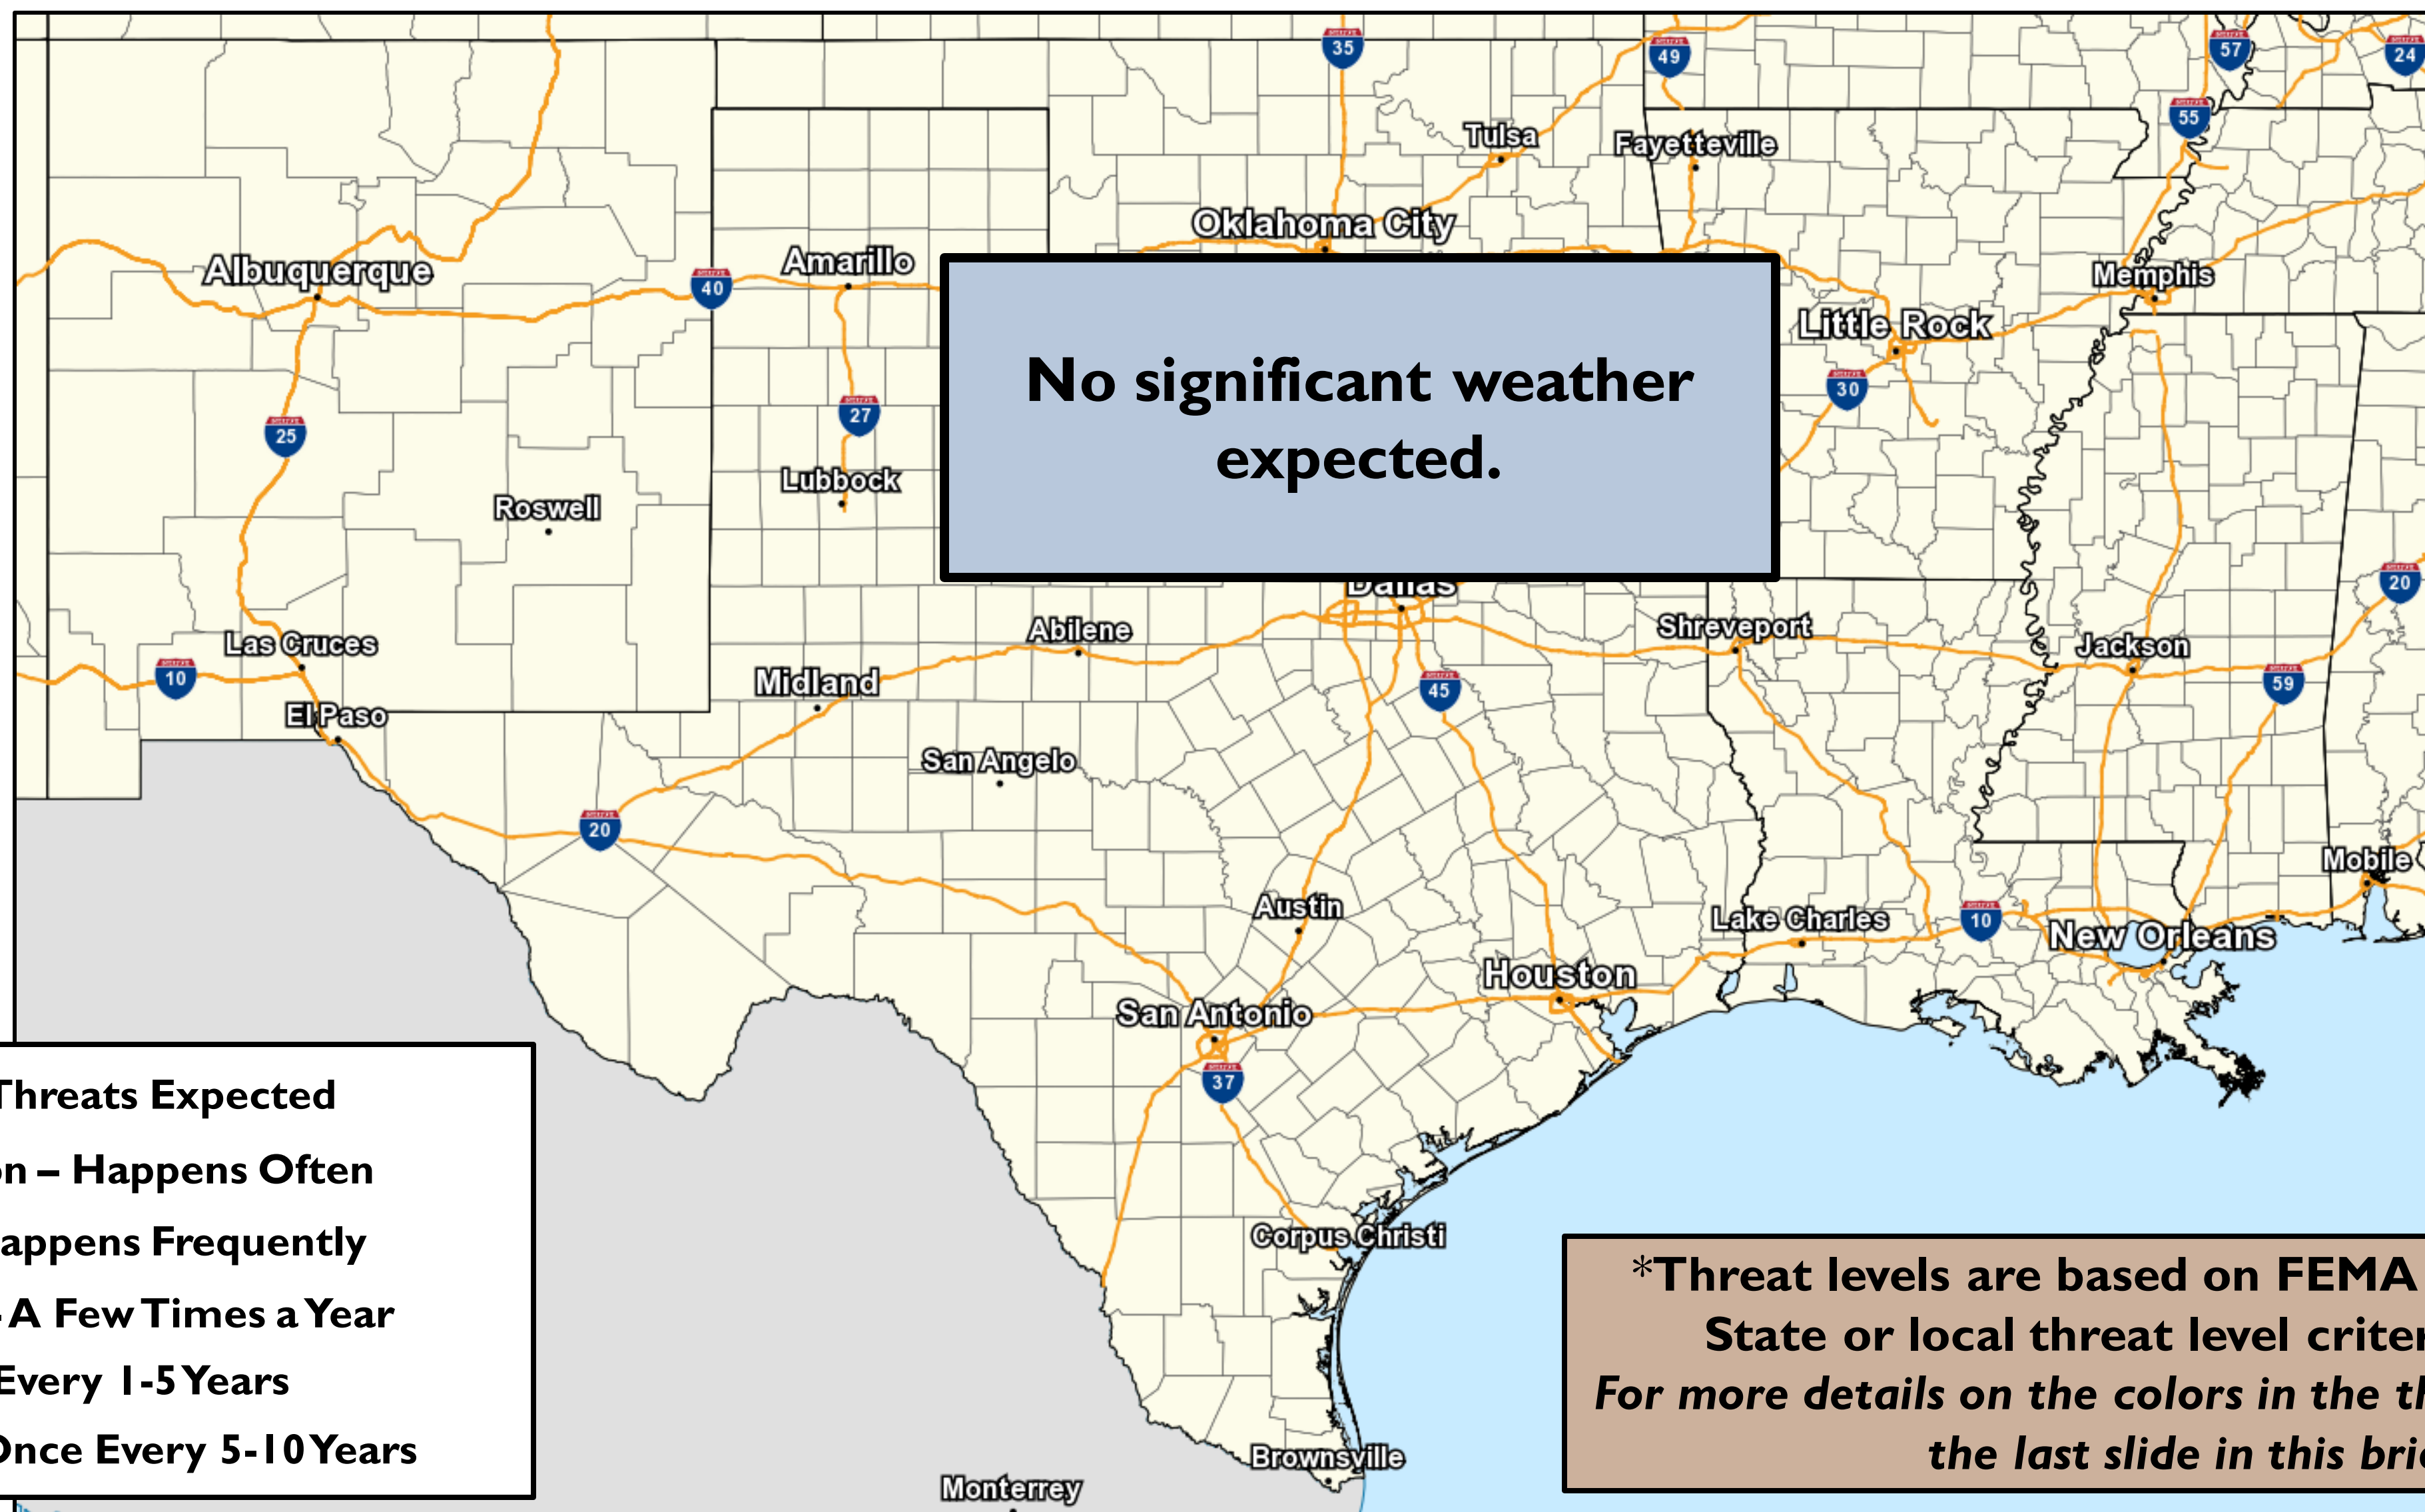 35
49
57
24
55
Tulsa
Fayetteville
Oklahoma City
Albuquerque
Amarillo
40
Memphis
Little Rock
No significant weather
expected.
30
27
25
Lubbock
Roswell
Dallas
20
Abilene
Shreveport
Las Cruces
Jackson
10
Midland
45
59
El Paso
San Angelo
20
Mobile
Austin
Lake Charles
10
New Orleans
Houston
San Antonio
37
Threats Expected
on – Happens Often
Corpus Christi
appens Frequently
*Threat levels are based on FEMA
- A Few Times a Year
State or local threat level criter
Every 1-5 Years
For more details on the colors in the th
Once Every 5-10 Years
the last slide in this brie
Brownsville
Monterrey